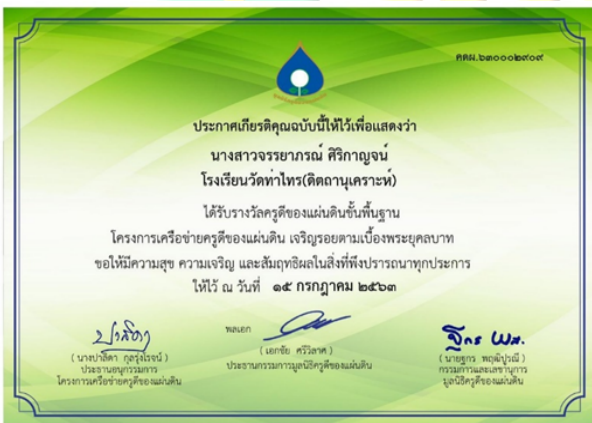 คดผ.๖๓๐๐๐๒๙๐๙
ประกาศเกียรติคุณฉบับนี้ให้ไว้เพื่อแสดงว่า
นางสาวจรรยาภรณ์ ศิริกาญจน์
โรงเรียนวัดท่าไทร(ดิตถานุเคราะห์)
ได้รับรางวัลครูดีของแผ่นดินขั้นพื้นฐาน
โครงการเครือข่ายครูดีของแผ่นดิน เจริญรอยตามเบื้องพระยุคลบาท
ขอให้มีความสุข ความเจริญ และสัมฤทธิผลในสิ่งที่พึงปรารถนาทุกประการ
ให้ไว้ ณ วันที่ ๑๕ กรกฎาคม ๒๕๖๓
พลเอก
( นางปาลิดา กุลรุ่งโรจน์ )
ประธานอนุกรรมการ
โครงการเครือข่ายครูดีของแผ่นดิน
( เอกชัย ศรีวิลาศ )
ประธานกรรมการมูลนิธิครูดีของแผ่นดิน
( นายฐกร พฤฒิปูรณี )
กรรมการและเลขานุการ
มูลนิธิครูดีของแผ่นดิน